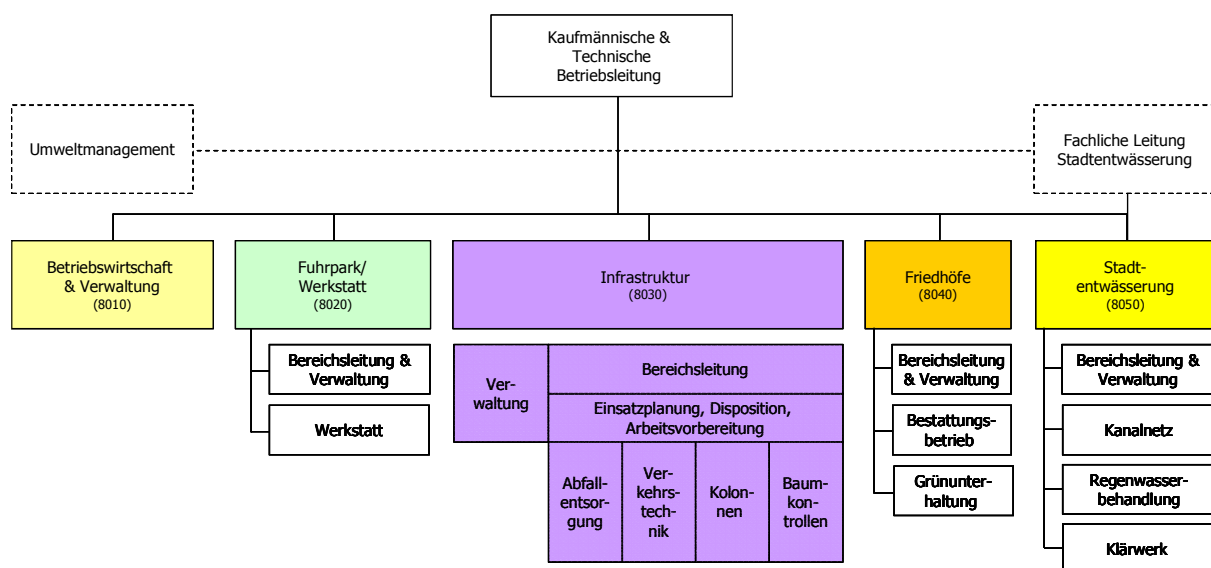 Kaufmännische &
Technische
Betriebsleitung
Umweltmanagement
Fachliche Leitung
Stadtentwässerung
Betriebswirtschaft
& Verwaltung
(8010)
Fuhrpark/
Werkstatt
(8020)
Infrastruktur
(8030)
Friedhöfe
(8040)
Stadt-
entwässerung
(8050)
Bereichsleitung &
Verwaltung
Werkstatt
Ver-
waltung
Bereichsleitung
Einsatzplanung, Disposition,
Arbeitsvorbereitung
Abfall-
entsor-
gung
Ver-
kehrs-
tech-
nik
Kolon-
nen
Baum-
kon-
trollen
Bereichsleitung
& Verwaltung
Bestattungs-
betrieb
Grünunter-
haltung
Bereichsleitung &
Verwaltung
Kanalnetz
Regenwasser-
behandlung
Klärwerk